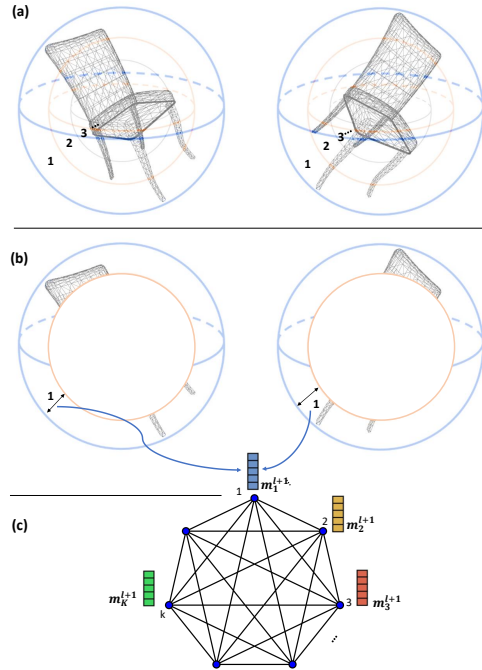 (a)
3...
2
1
3...
2
1
(b)
1
1
(c)
1
m_1^{l+1}
2
m_2^{l+1}
m_K^{l+1}
k
3
m_3^{l+1}
...